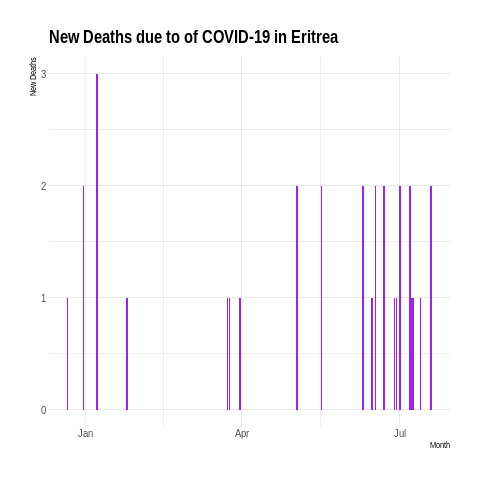 New Deaths due to of COVID-19 in Eritrea
New Deaths
3
2
1
0
Jan
Apr
Jul
Month